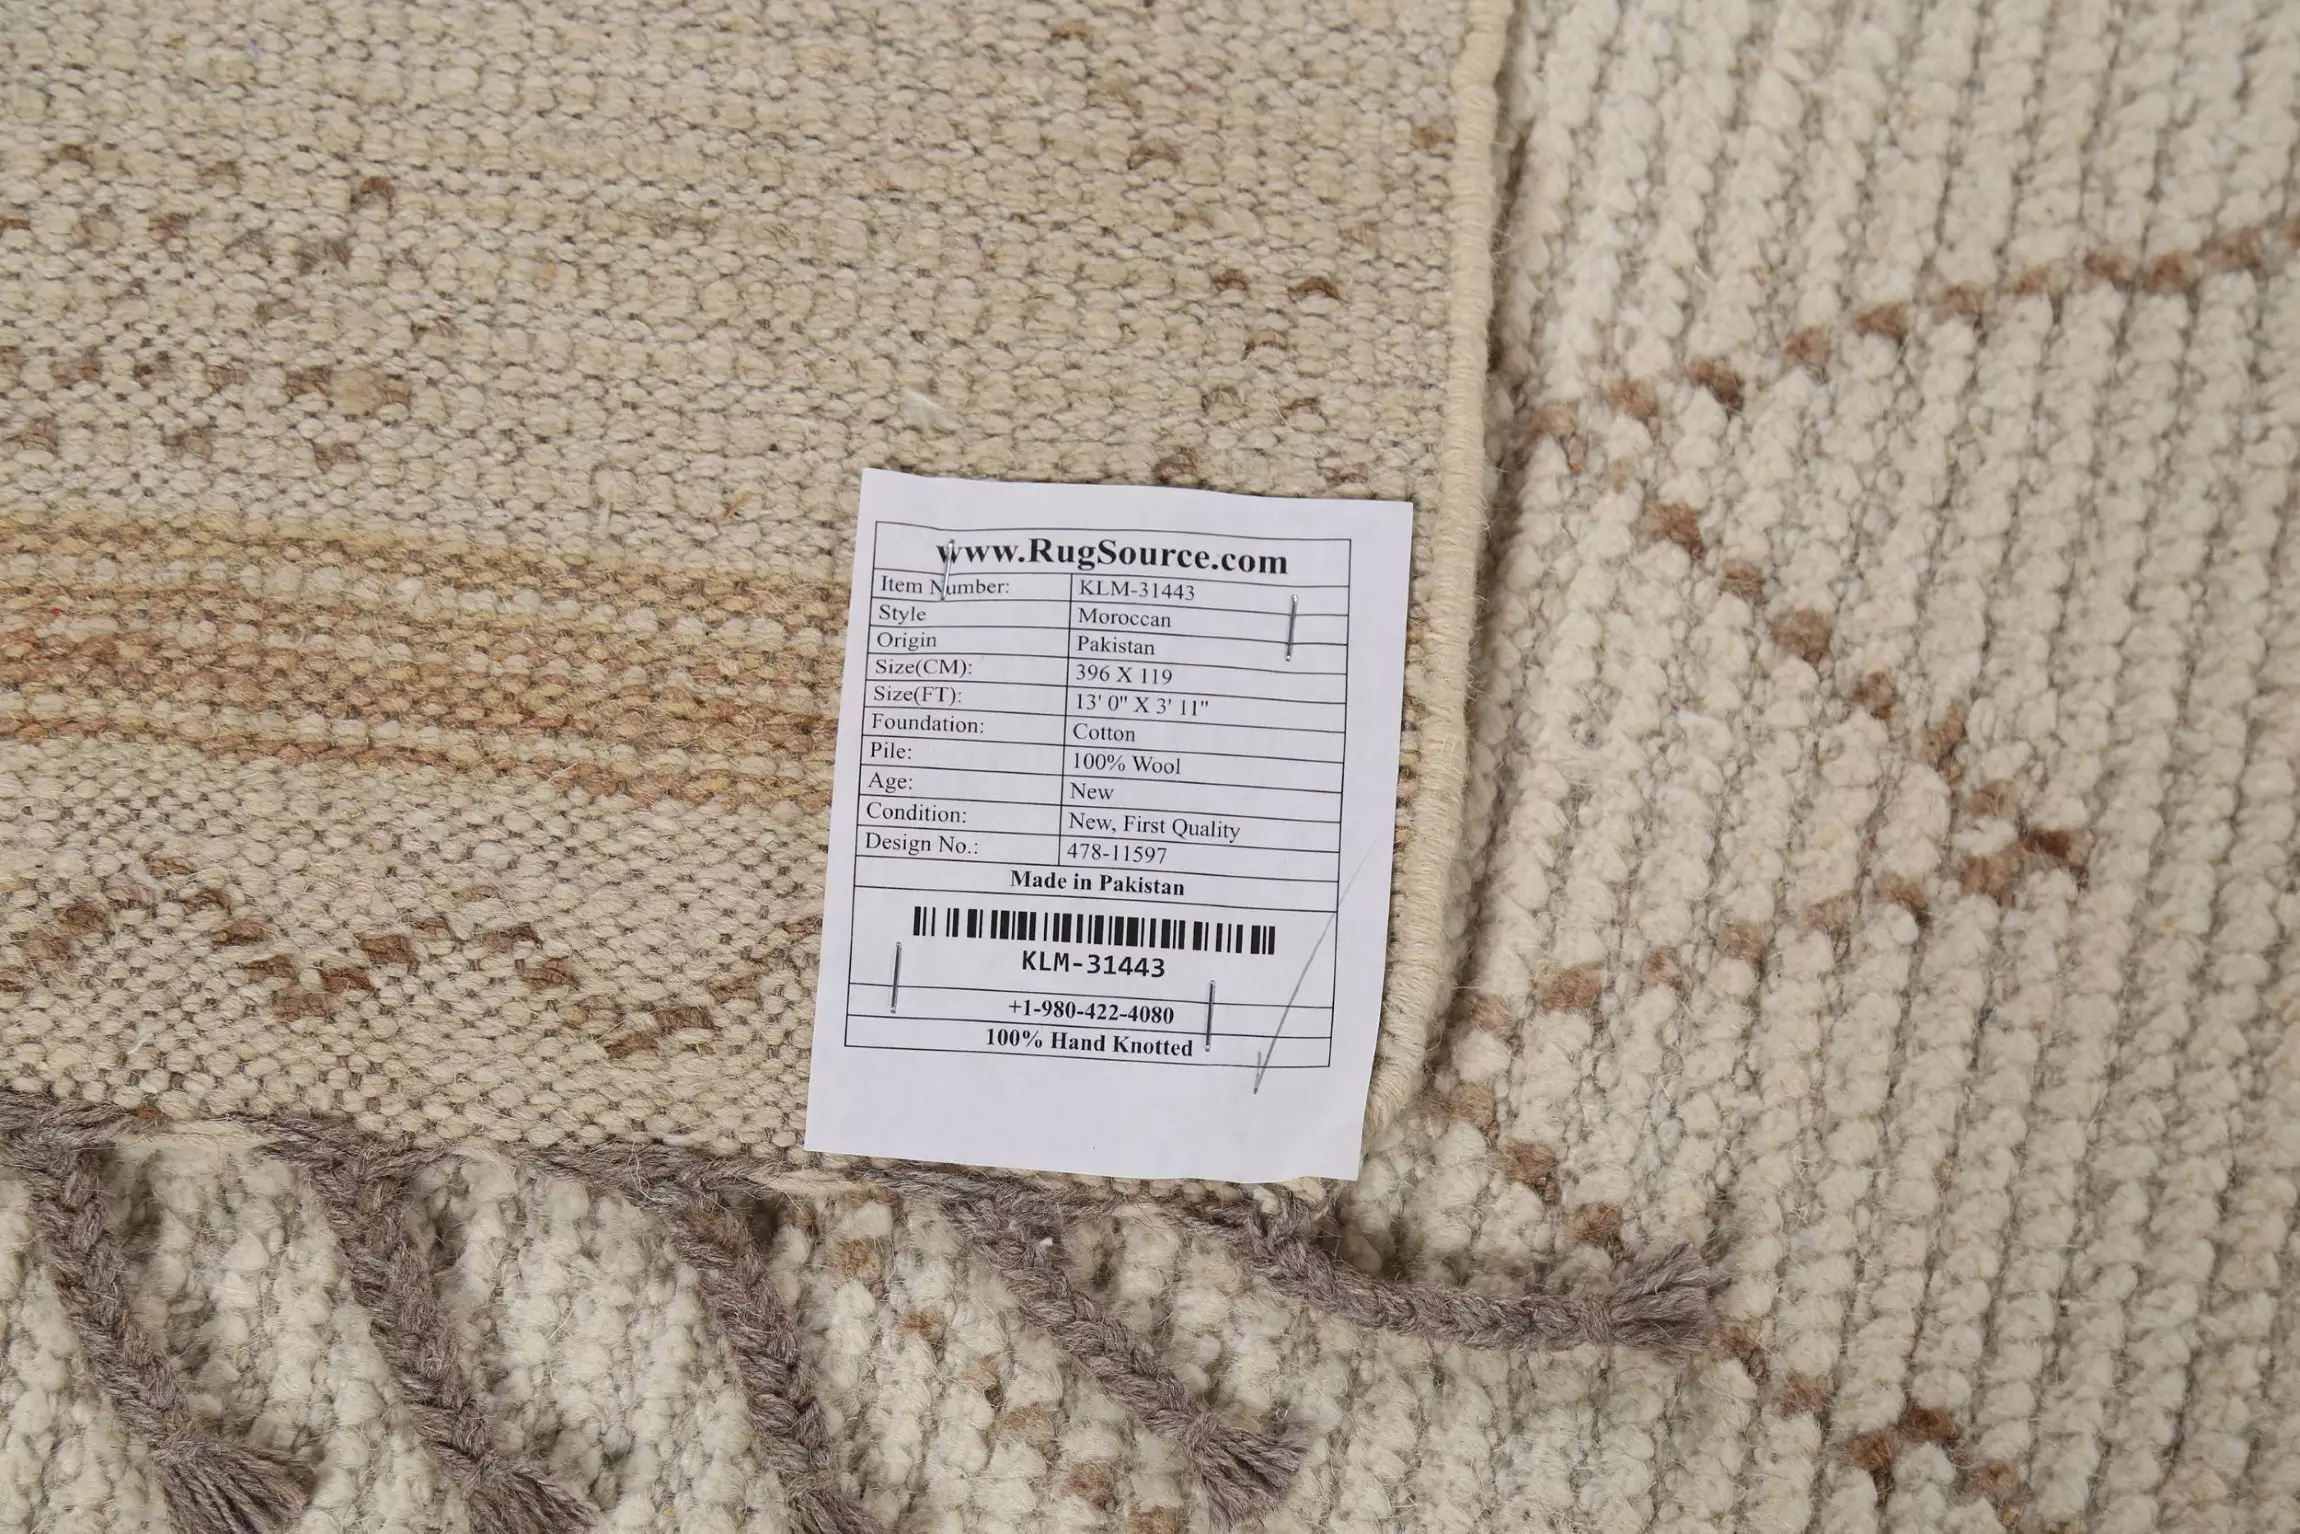 www.RugSource.com
Item Number: KLM-31443
Style Moroccan
Origin Pakistan
Size(CM): 396 X 119
Size(FT): 13' 0" X 3' 11"
Foundation: Cotton
Pile: 100% Wool
Age: New
Condition: New, First Quality
Design No.: 478-11597
Made in Pakistan
KLM-31443
+1-980-422-4080
100% Hand Knotted